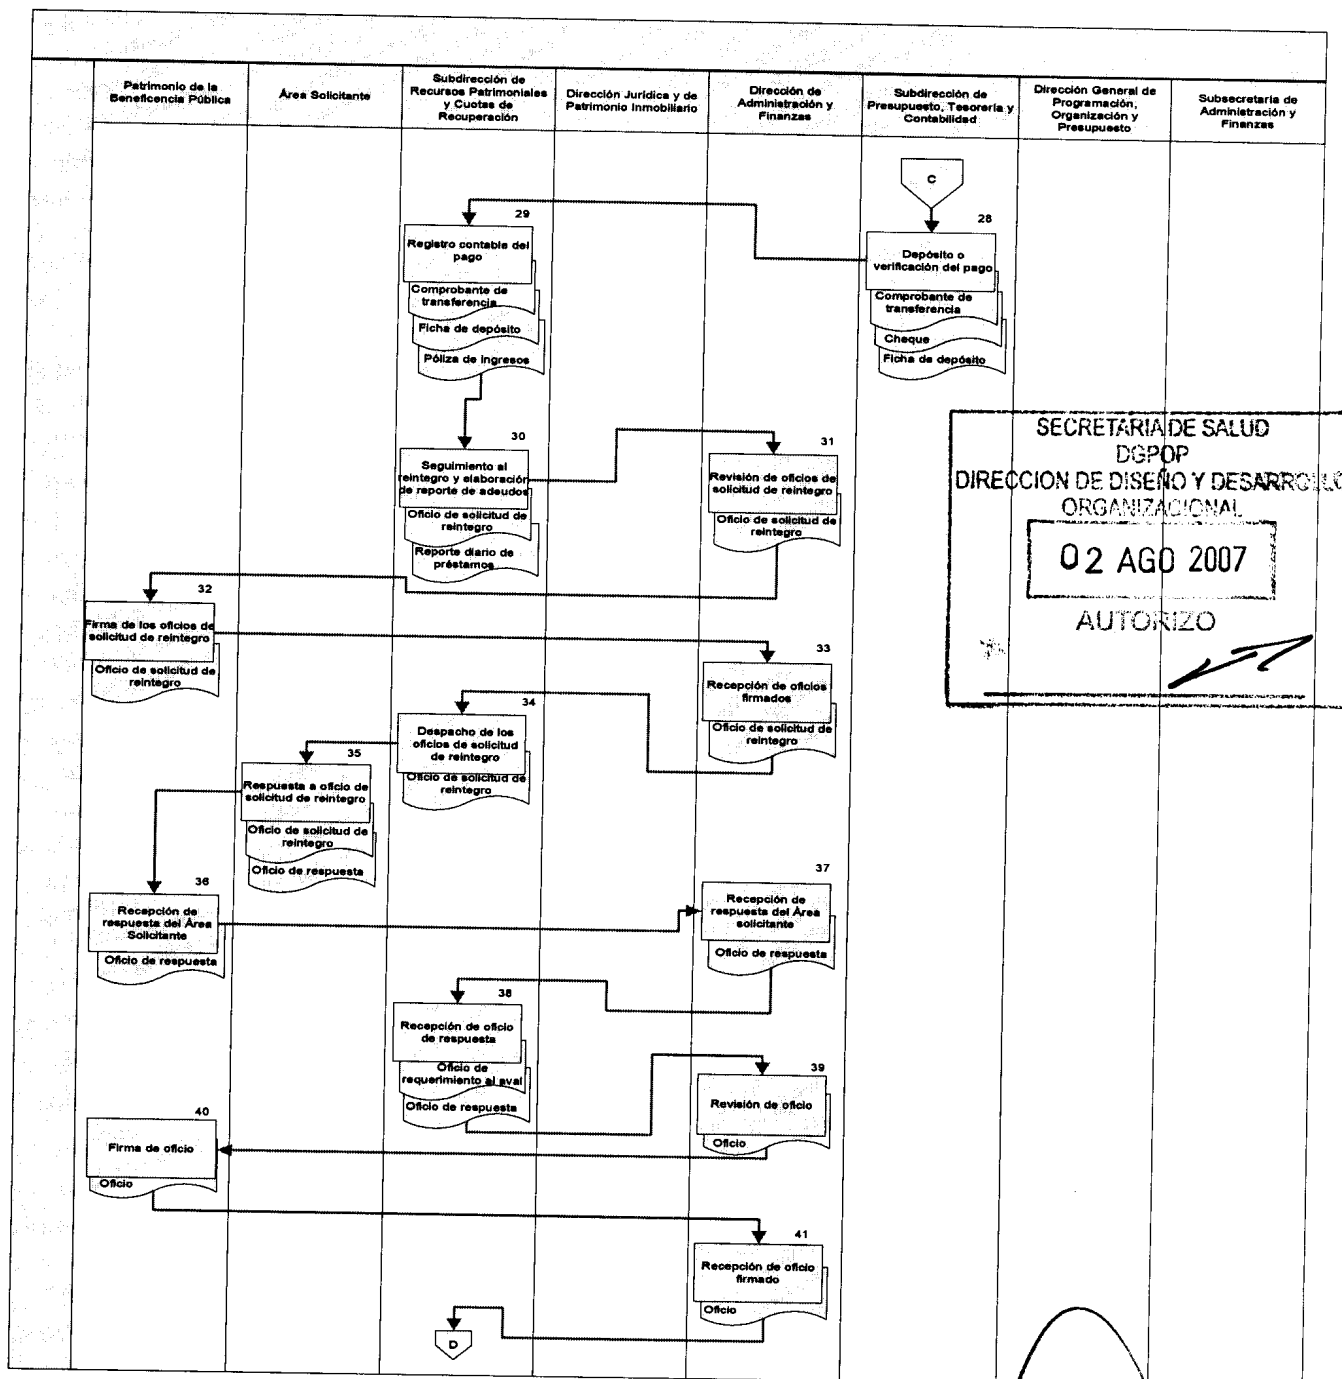 Patrimonio de la
Beneficencia Pública
Área Solicitante
Subdirección de
Recursos Patrimoniales
y Cuotas de
Recuperación
Dirección Jurídica y de
Patrimonio Inmobiliario
Dirección de
Administración y
Finanzas
Subdirección de
Presupuesto, Tesorería y
Contabilidad
Dirección General de
Programación,
Organización y
Presupuesto
Subsecretaria de
Administración y
Finanzas
C
28
Depósito o
verificación del pago
Comprobante de
transferencia
Cheque
Ficha de depósito
29
Registro contable del
pago
Comprobante de
transferencia
Ficha de depósito
Póliza de ingresos
30
Seguimiento al
reintegro y elaboración
de reporte de adeudos
Oficio de solicitud de
reintegro
Reporte diario de
préstamos
31
Revisión de oficios de
solicitud de reintegro
Oficio de solicitud de
reintegro
SECRETARIA DE SALUD
DGPOP
DIRECCION DE DISEÑO Y DESARROLLO
ORGANIZACIONAL
02 AGO 2007
AUTORIZO
32
Firma de los oficios de
solicitud de reintegro
Oficio de solicitud de
reintegro
33
Recepción de oficios
firmados
Oficio de solicitud de
reintegro
34
Despacho de los
oficios de solicitud
de reintegro
Oficio de solicitud de
reintegro
35
Respuesta a oficio de
solicitud de reintegro
Oficio de solicitud de
reintegro
Oficio de respuesta
36
Recepción de
respuesta del Área
Solicitante
Oficio de respuesta
37
Recepción de
respuesta del Área
solicitante
Oficio de respuesta
38
Recepción de oficio
de respuesta
Oficio de
requerimiento al aval
Oficio de respuesta
39
Revisión de oficio
Oficio
40
Firma de oficio
Oficio
41
Recepción de oficio
firmado
Oficio
D